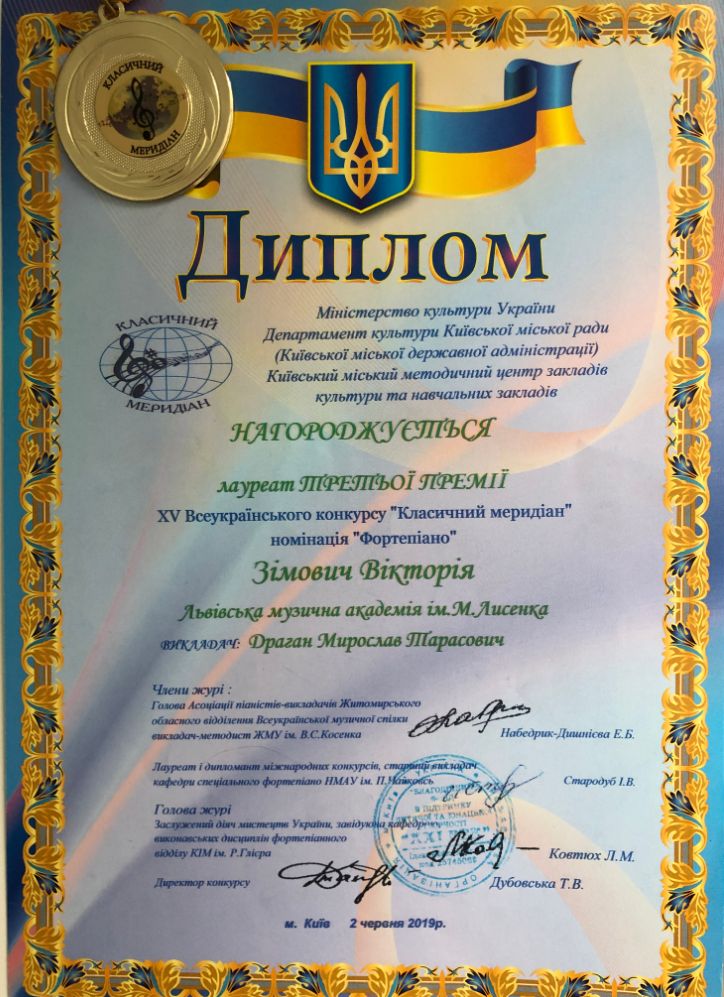 КЛАСИЧНИЙ
МЕРИДІАН
Диплом
КЛАСИЧНИЙ
МЕРИДІАН
Міністерство культури України
Департамент культури Київської міської ради
(Київської міської державної адміністрації)
Київський міський методичний центр закладів
культури та навчальних закладів
НАГОРОДЖУЄТЬСЯ
лауреат ТРЕТЬОЇ ПРЕМІЇ
XV Всеукраїнського конкурсу "Класичний меридіан"
номінація "Фортепіано"
Зімович Вікторія
Львівська музична академія ім.М.Лисенка
ВИКЛАДАЧ: Драган Мирослав Тарасович
Члени журі :
Голова Асоціації піаністів-викладачів Житомирського
обласного відділення Всеукраїнської музичної спілки
викладач-методист ЖМУ ім. В.С.Косенка
Набедрик-Дишнієва Е.Б.
Лауреат і дипломант міжнародних конкурсів, старший викладач
кафедри спеціального фортепіано НМАУ ім.
Стародуб І.В.
Голова журі
Заслужений діяч мистецтв України, завідувач
виконавських дисциплін фортепіанного
відділу КІМ ім. Р.Глієра
Ковтюх Л.М.
Директор конкурсу
Дубовська Т.В.
м. Київ 2 червня 2019р.